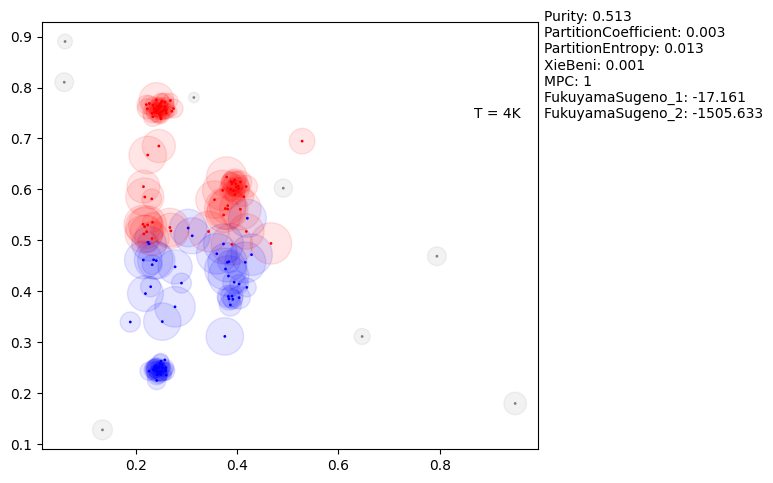 Purity: 0.513
PartitionCoefficient: 0.003
PartitionEntropy: 0.013
XieBeni: 0.001
MPC: 1
FukuyamaSugeno_1: -17.161
FukuyamaSugeno_2: -1505.633
T = 4K
0.9
0.8
0.7
0.6
0.5
0.4
0.3
0.2
0.1
0.2 0.4 0.6 0.8